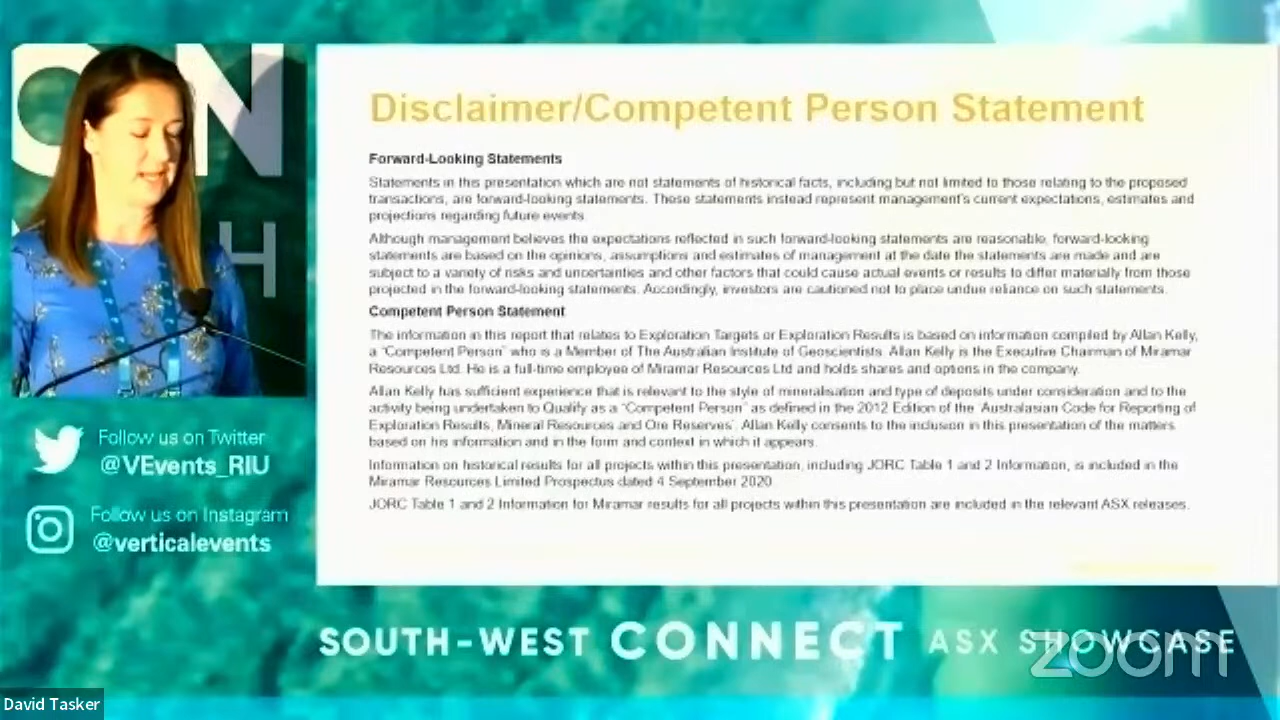 ON
H
Disclaimer/Competent Person Statement
Forward-Looking Statements
Statements in this presentation which are not statements of historical facts, including but not limited to those relating to the proposed
transactions, are forward-looking statements. These statements instead represent management's current expectations, estimates and
projections regarding future events.
Although management believes the expectations reflected in such forward-looking statements are reasonable, forward-looking
statements are based on the opinions, assumptions and estimates of management at the date the statements are made and are
subject to a variety of risks and uncertainties and other factors that could cause actual events or results to differ materially from those
projected in the forward-looking statements. Accordingly, investors are cautioned not to place undue reliance on such statements.
Competent Person Statement
The information in this report that relates to Exploration Targets or Exploration Results is based on information compiled by Allan Kelly,
a "Competent Person" who is a Member of The Australian Institute of Geoscientists. Allan Kelly is the Executive Chairman of Miramar
Resources Ltd. He is a full-time employee of Miramar Resources Ltd and holds shares and options in the company.
Allan Kelly has sufficient experience that is relevant to the style of mineralisation and type of deposits under consideration and to the
activity being undertaken to Qualify as a "Competent Person" as defined in the 2012 Edition of the 'Australasian Code for Reporting of
Exploration Results, Mineral Resources and Ore Reserves'. Allan Kelly consents to the inclusion in this presentation of the matters
based on his information and in the form and context in which it appears.
Information on historical results for all projects within this presentation, including JORC Table 1 and 2 Information, is included in the
Miramar Resources Limited Prospectus dated 4 September 2020
JORC Table 1 and 2 Information for Miramar results for all projects within this presentation are included in the relevant ASX releases.
Follow us on Twitter
@VEvents_RIU
Follow us on Instagram
@verticalevents
SOUTH-WEST CONNECT ASX SHOWCASE
zoom
David Tasker